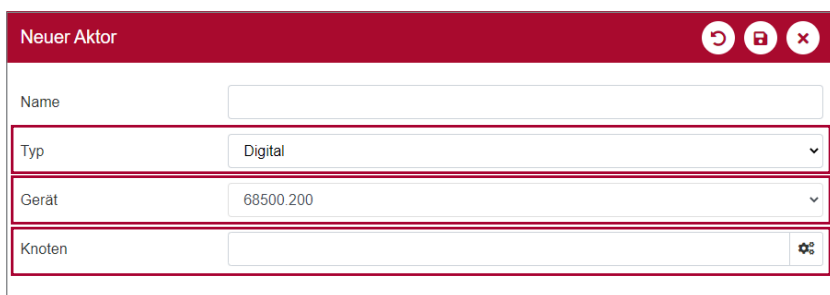 Neuer Aktor
Name
Typ Digital
Gerät 68500.200
Knoten